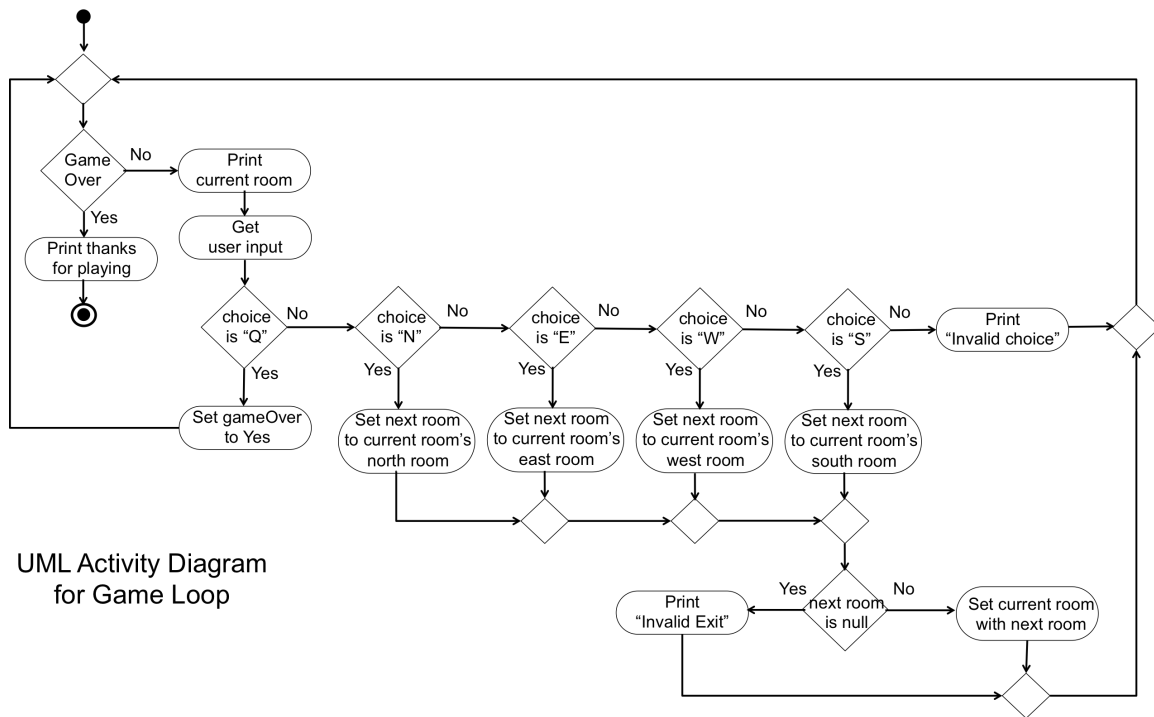 Game
Over
No
Print
current room
Yes
Get
user input
Print thanks
for playing
choice
is “Q”
No
choice
is “N”
No
choice
is “E”
No
choice
is “W”
No
choice
is “S”
No
Print
“Invalid choice”
Yes
Yes
Yes
Yes
Yes
Set gameOver
to Yes
Set next room
to current room’s
north room
Set next room
to current room’s
east room
Set next room
to current room’s
west room
Set next room
to current room’s
south room
UML Activity Diagram
for Game Loop
Print
“Invalid Exit”
Yes
next room
is null
No
Set current room
with next room